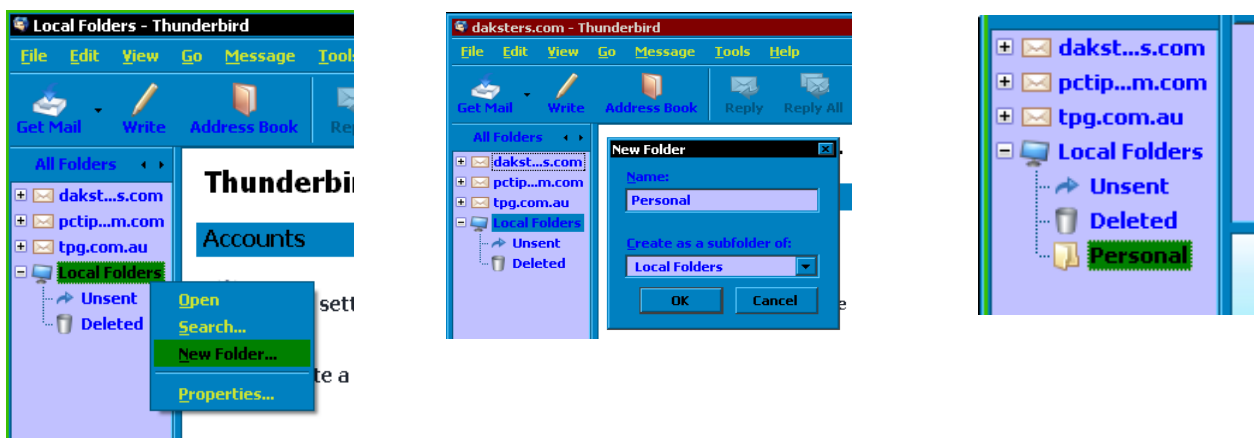 Local Folders - Thunderbird
File Edit View Go Message
Get Mail Write Address Book
All Folders
dakst...s.com
pctip...m.com
tpg.com.au
Local Folders
Unsent
Deleted
Accounts
Open
Search...
New Folder...
Properties...
daksters.com - Thunderbird
File Edit View Go Message Tools Help
Get Mail Write Address Book Reply Reply All
All Folders
dakst...s.com
pctip...m.com
tpg.com.au
Local Folders
Unsent
Deleted
New Folder
Name:
Personal
Create as a subfolder of:
Local Folders
OK Cancel
dakst...s.com
pctip...m.com
tpg.com.au
Local Folders
Unsent
Deleted
Personal